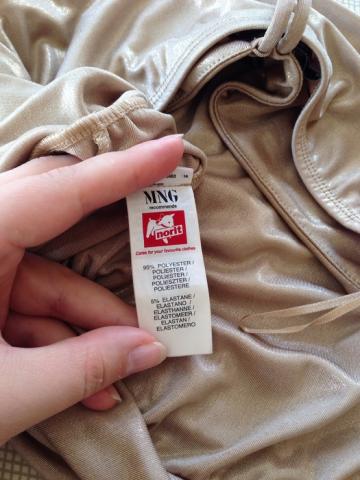 MNG
recommends
norit
Cares for your favourite clothes
95% POLYESTER /
POLIESTER /
POLIESTER /
POLIESZTER /
POLIESTERE
5% ELASTANE /
ELASTANO /
ELASTHANNE /
ELASTOMEER /
ELASTAN /
ELASTOMERO